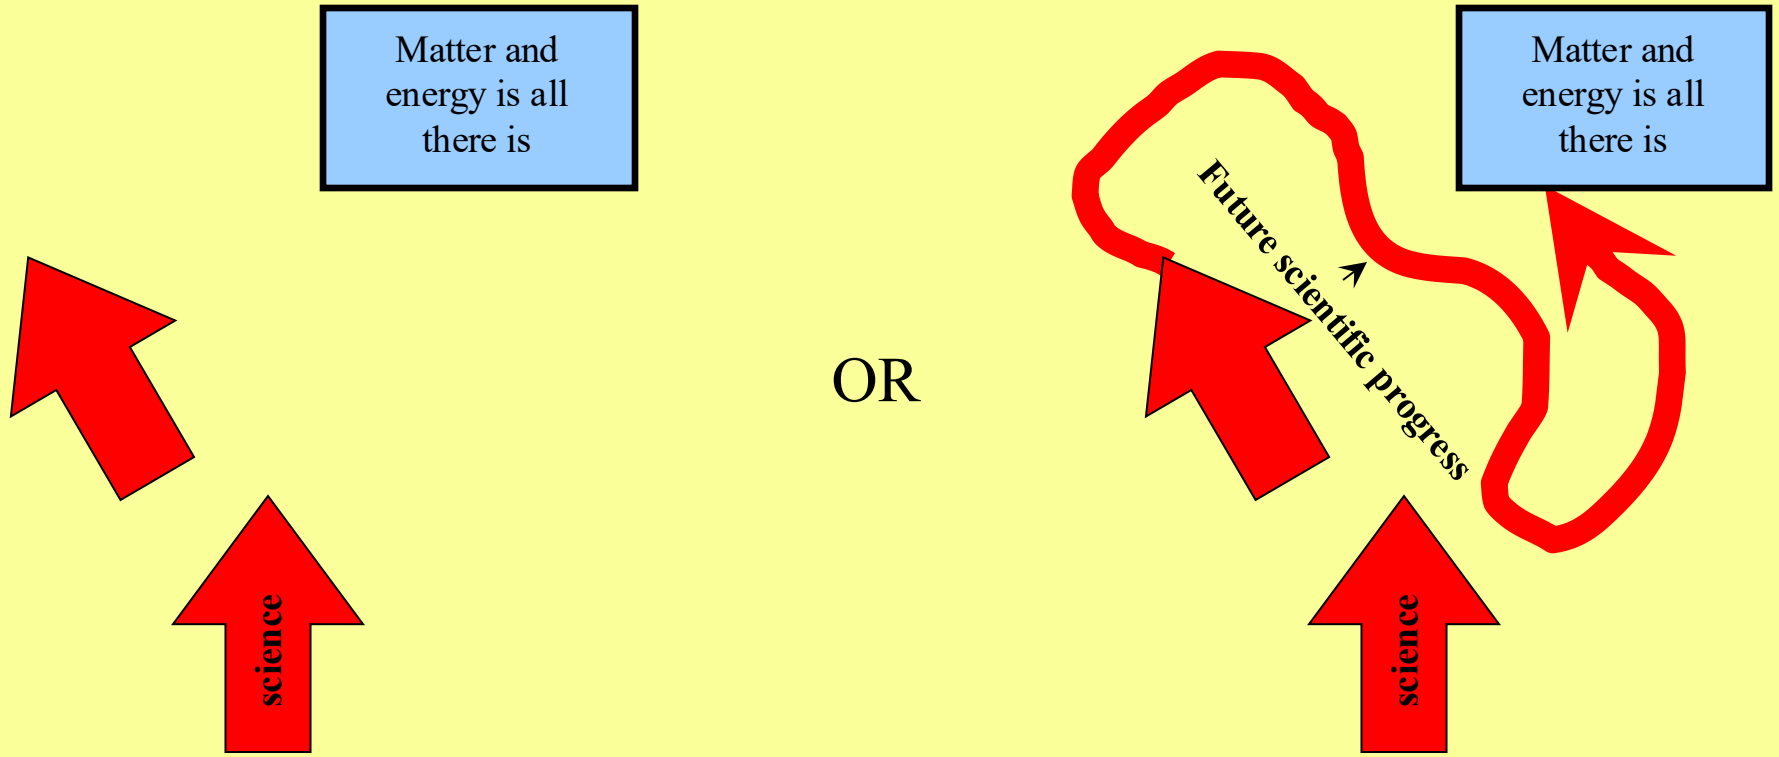 Matter and
energy is all
there is
science
OR
Matter and
energy is all
there is
Future scientific progress
science